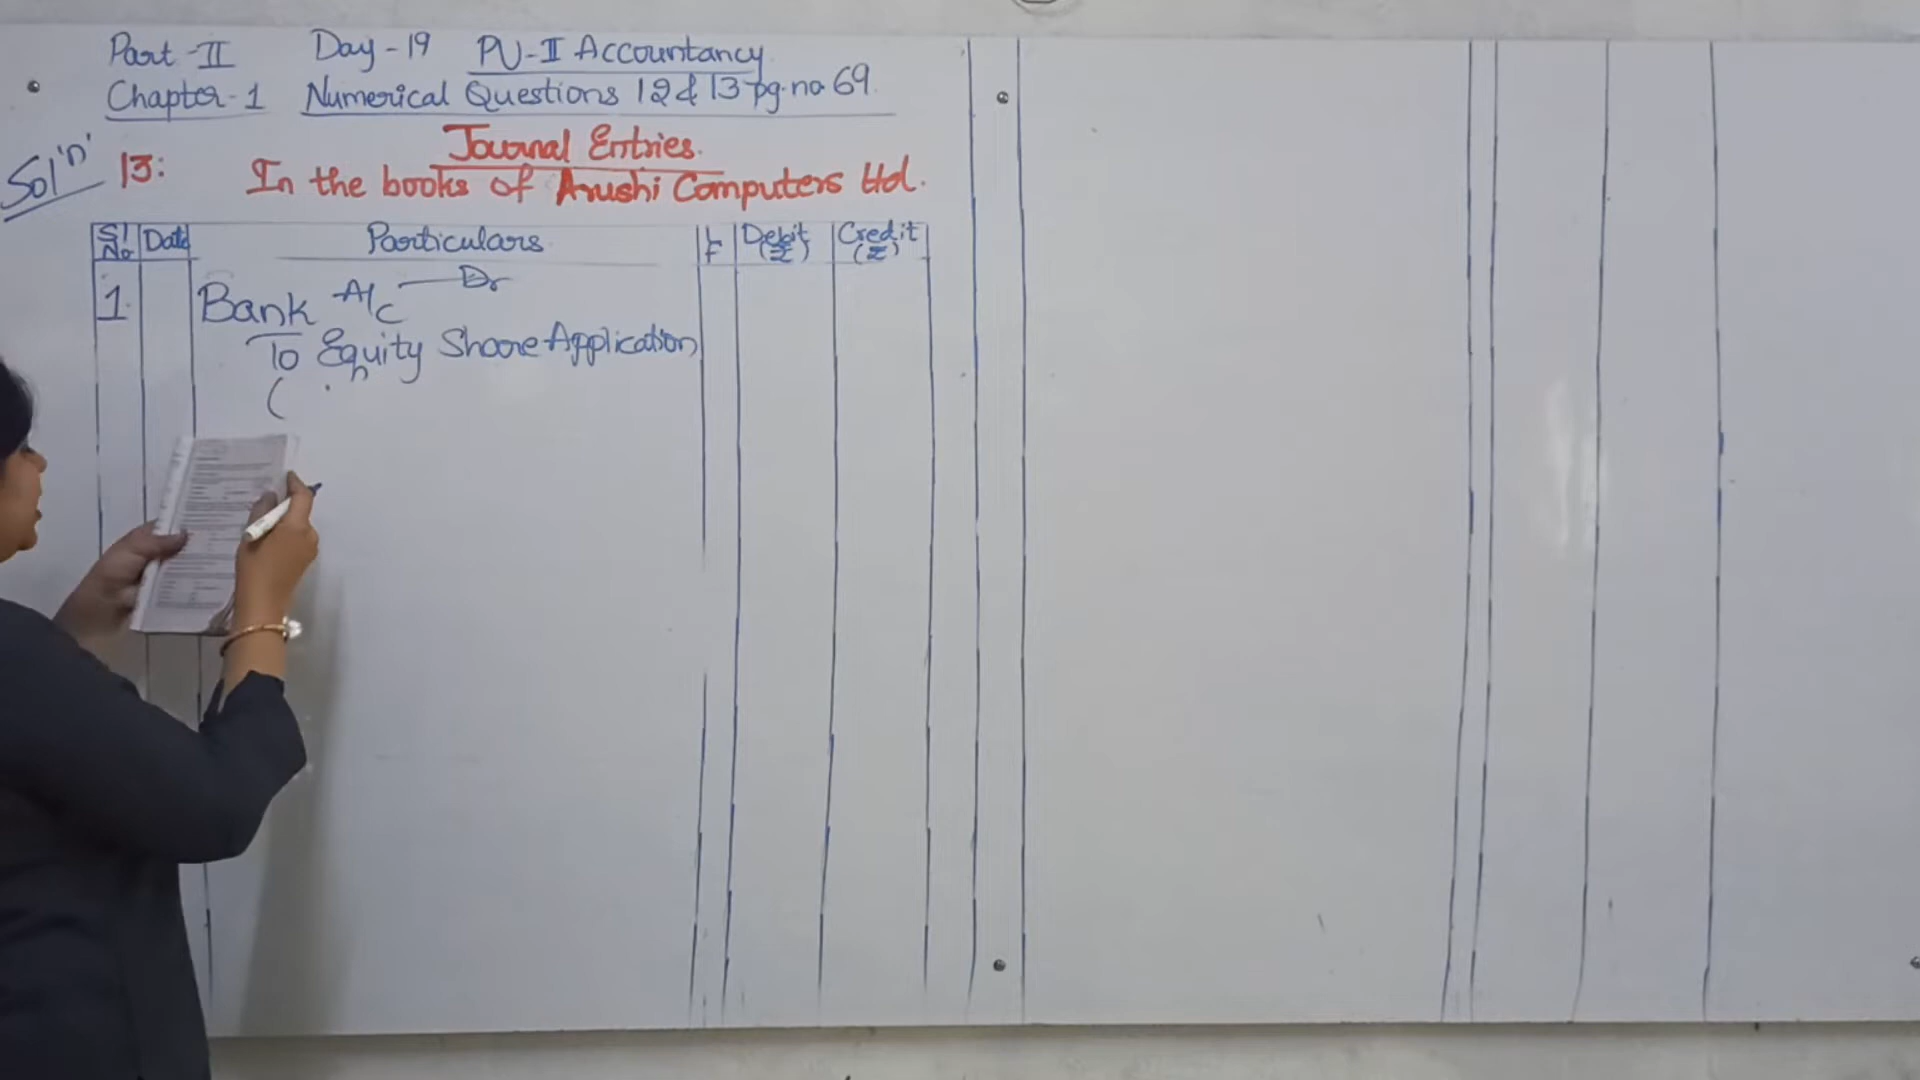 Part-II Day-19 PU-II Accountancy
Chapter-1 Numerical Questions 12 & 13 pg.no 69.
Journal Entries.
Sol'n' 13: In the books of Arushi Computers Ltd.
Sl No Date Particulars LF Debit (₹) Credit (₹)
1. Bank A/c — Dr
To Equity Share Application
(